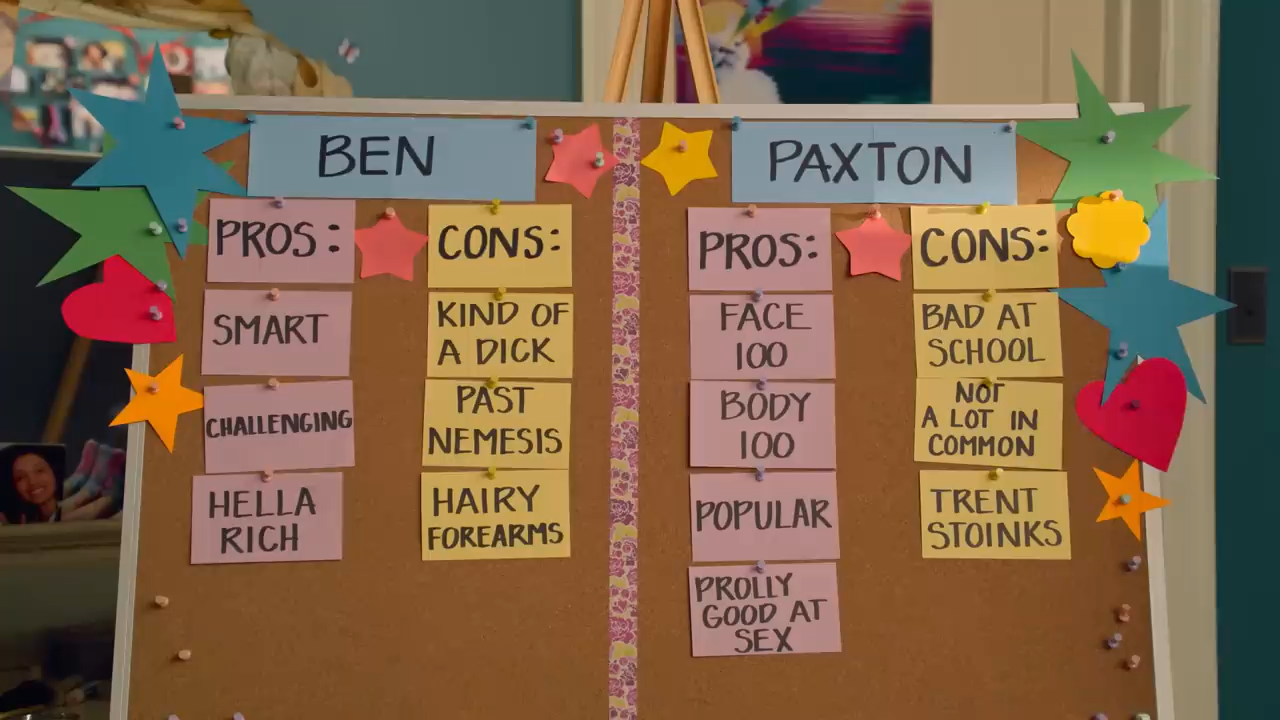 BEN
PROS:
SMART
CHALLENGING
HELLA
RICH
CONS:
KIND OF
A DICK
PAST
NEMESIS
HAIRY
FOREARMS
PAXTON
PROS:
FACE
100
BODY
100
POPULAR
PROLLY
GOOD AT
SEX
CONS:
BAD AT
SCHOOL
NOT
A LOT IN
COMMON
TRENT
STOINKS